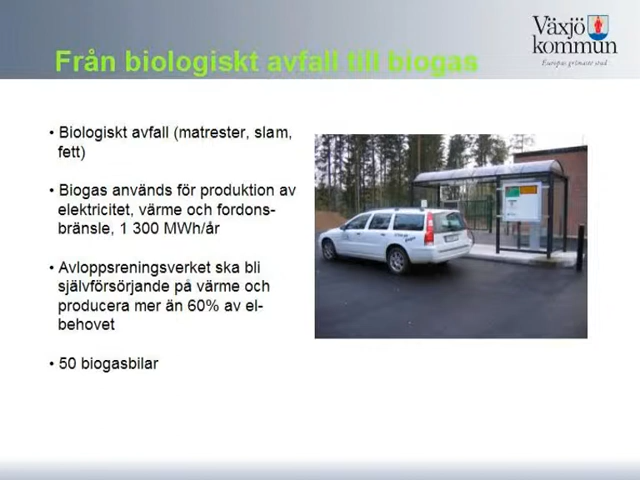 Växjö
kommun
Europas grönaste stad
Från biologiskt avfall till biogas
• Biologiskt avfall (matrester, slam,
fett)
• Biogas används för produktion av
elektricitet, värme och fordons-
bränsle, 1 300 MWh/år
• Avloppsreningsverket ska bli
självförsörjande på värme och
producera mer än 60% av el-
behovet
• 50 biogasbilar